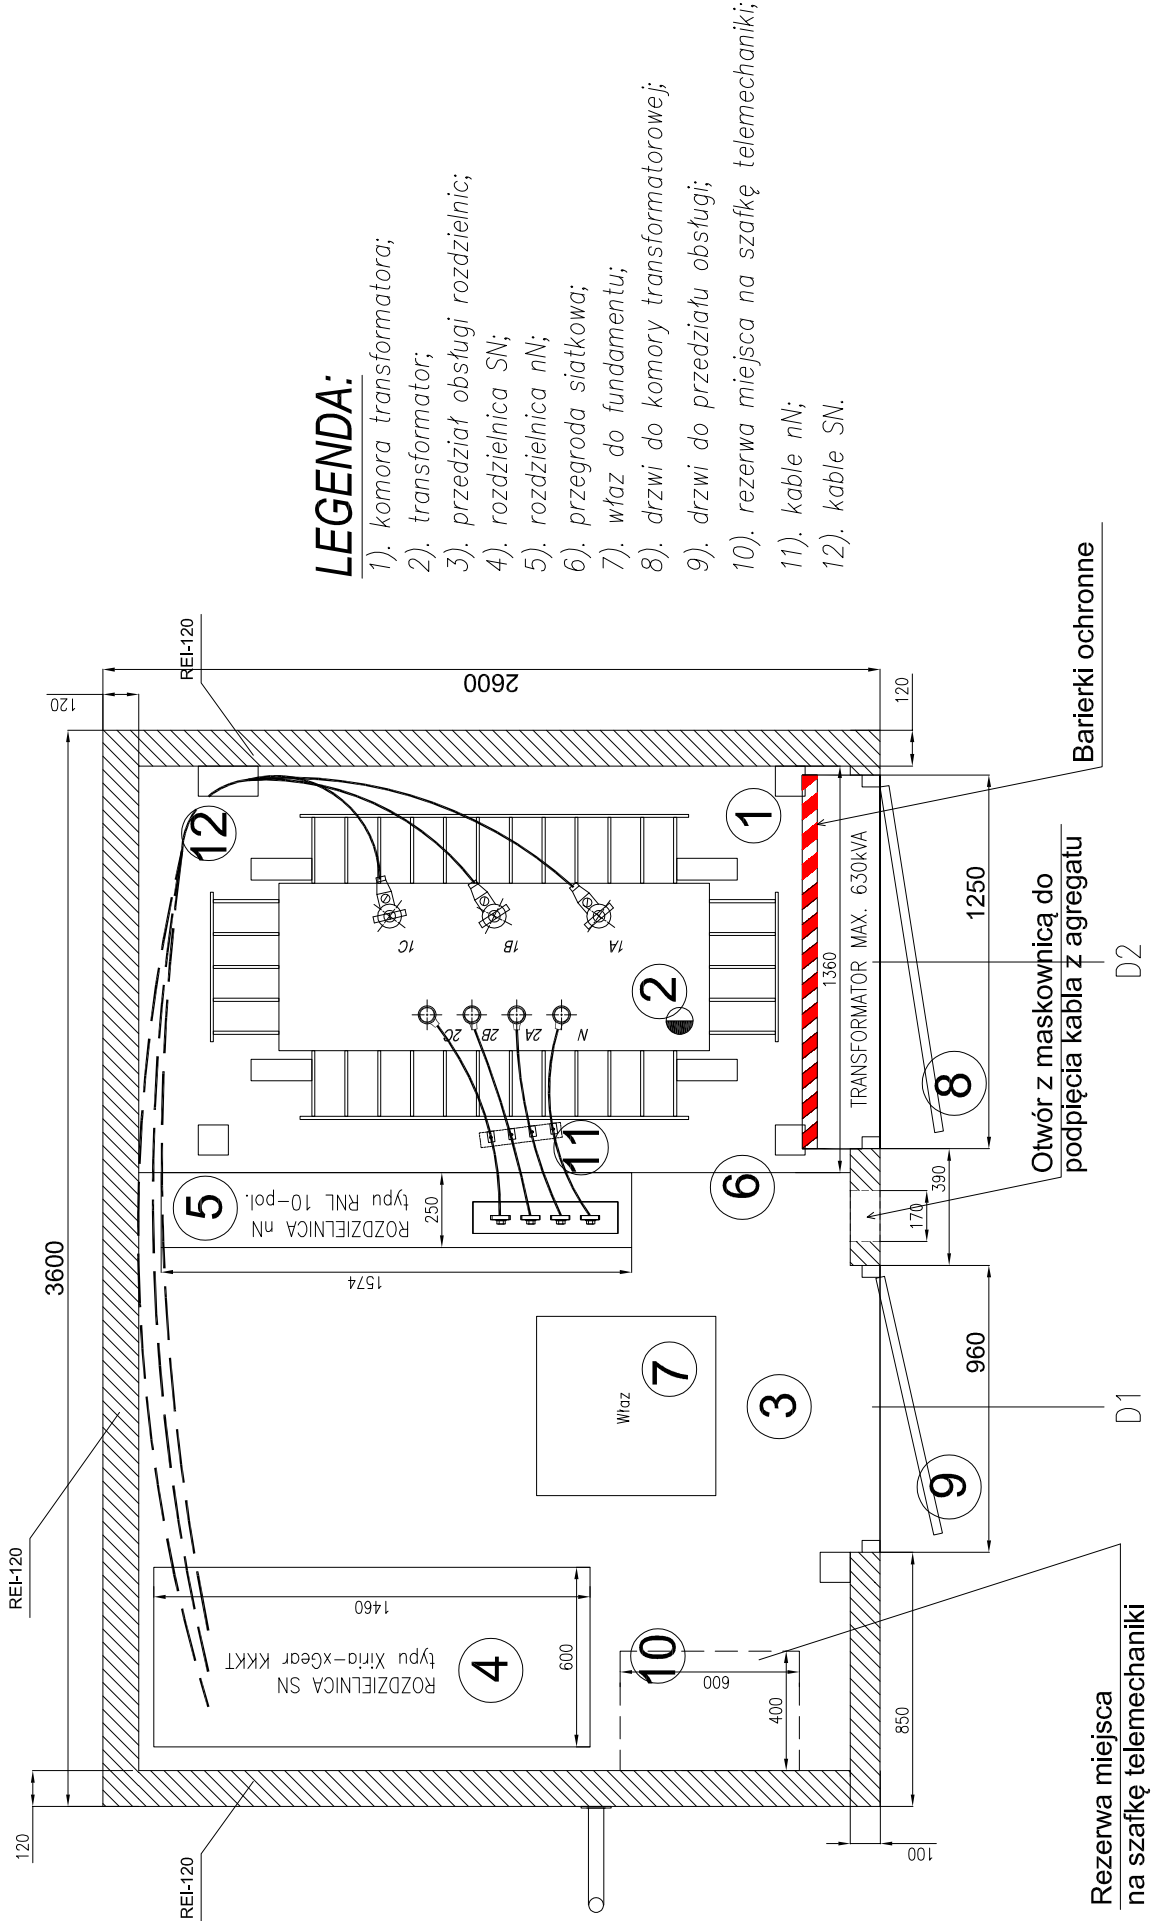 LEGENDA:
1). komora transformatora;
2). transformator;
3). przedział obsługi rozdzielnic;
4). rozdzielnica SN;
5). rozdzielnica nN;
6). przegroda siatkowa;
7). właz do fundamentu;
8). drzwi do komory transformatorowej;
9). drzwi do przedziału obsługi;
10). rezerwa miejsca na szafkę telemechaniki;
11). kable nN;
12). kable SN.
REI-120
REI-120
REI-120
3600
2600
120
120
120
12
1
2
11
5
6
7
3
4
10
8
9
1C
1B
1A
2C
2B
2A
N
ROZDZIELNICA nN
typu RNL 10-pol.
250
1574
Właz
ROZDZIELNICA SN
typu Xiria-xGear KKKT
1460
600
600
400
TRANSFORMATOR MAX. 630kVA
1360
1250
390
170
960
850
100
D1
D2
Barierki ochronne
Otwór z maskownicą do
podpięcia kabla z agregatu
Rezerwa miejsca
na szafkę telemechaniki